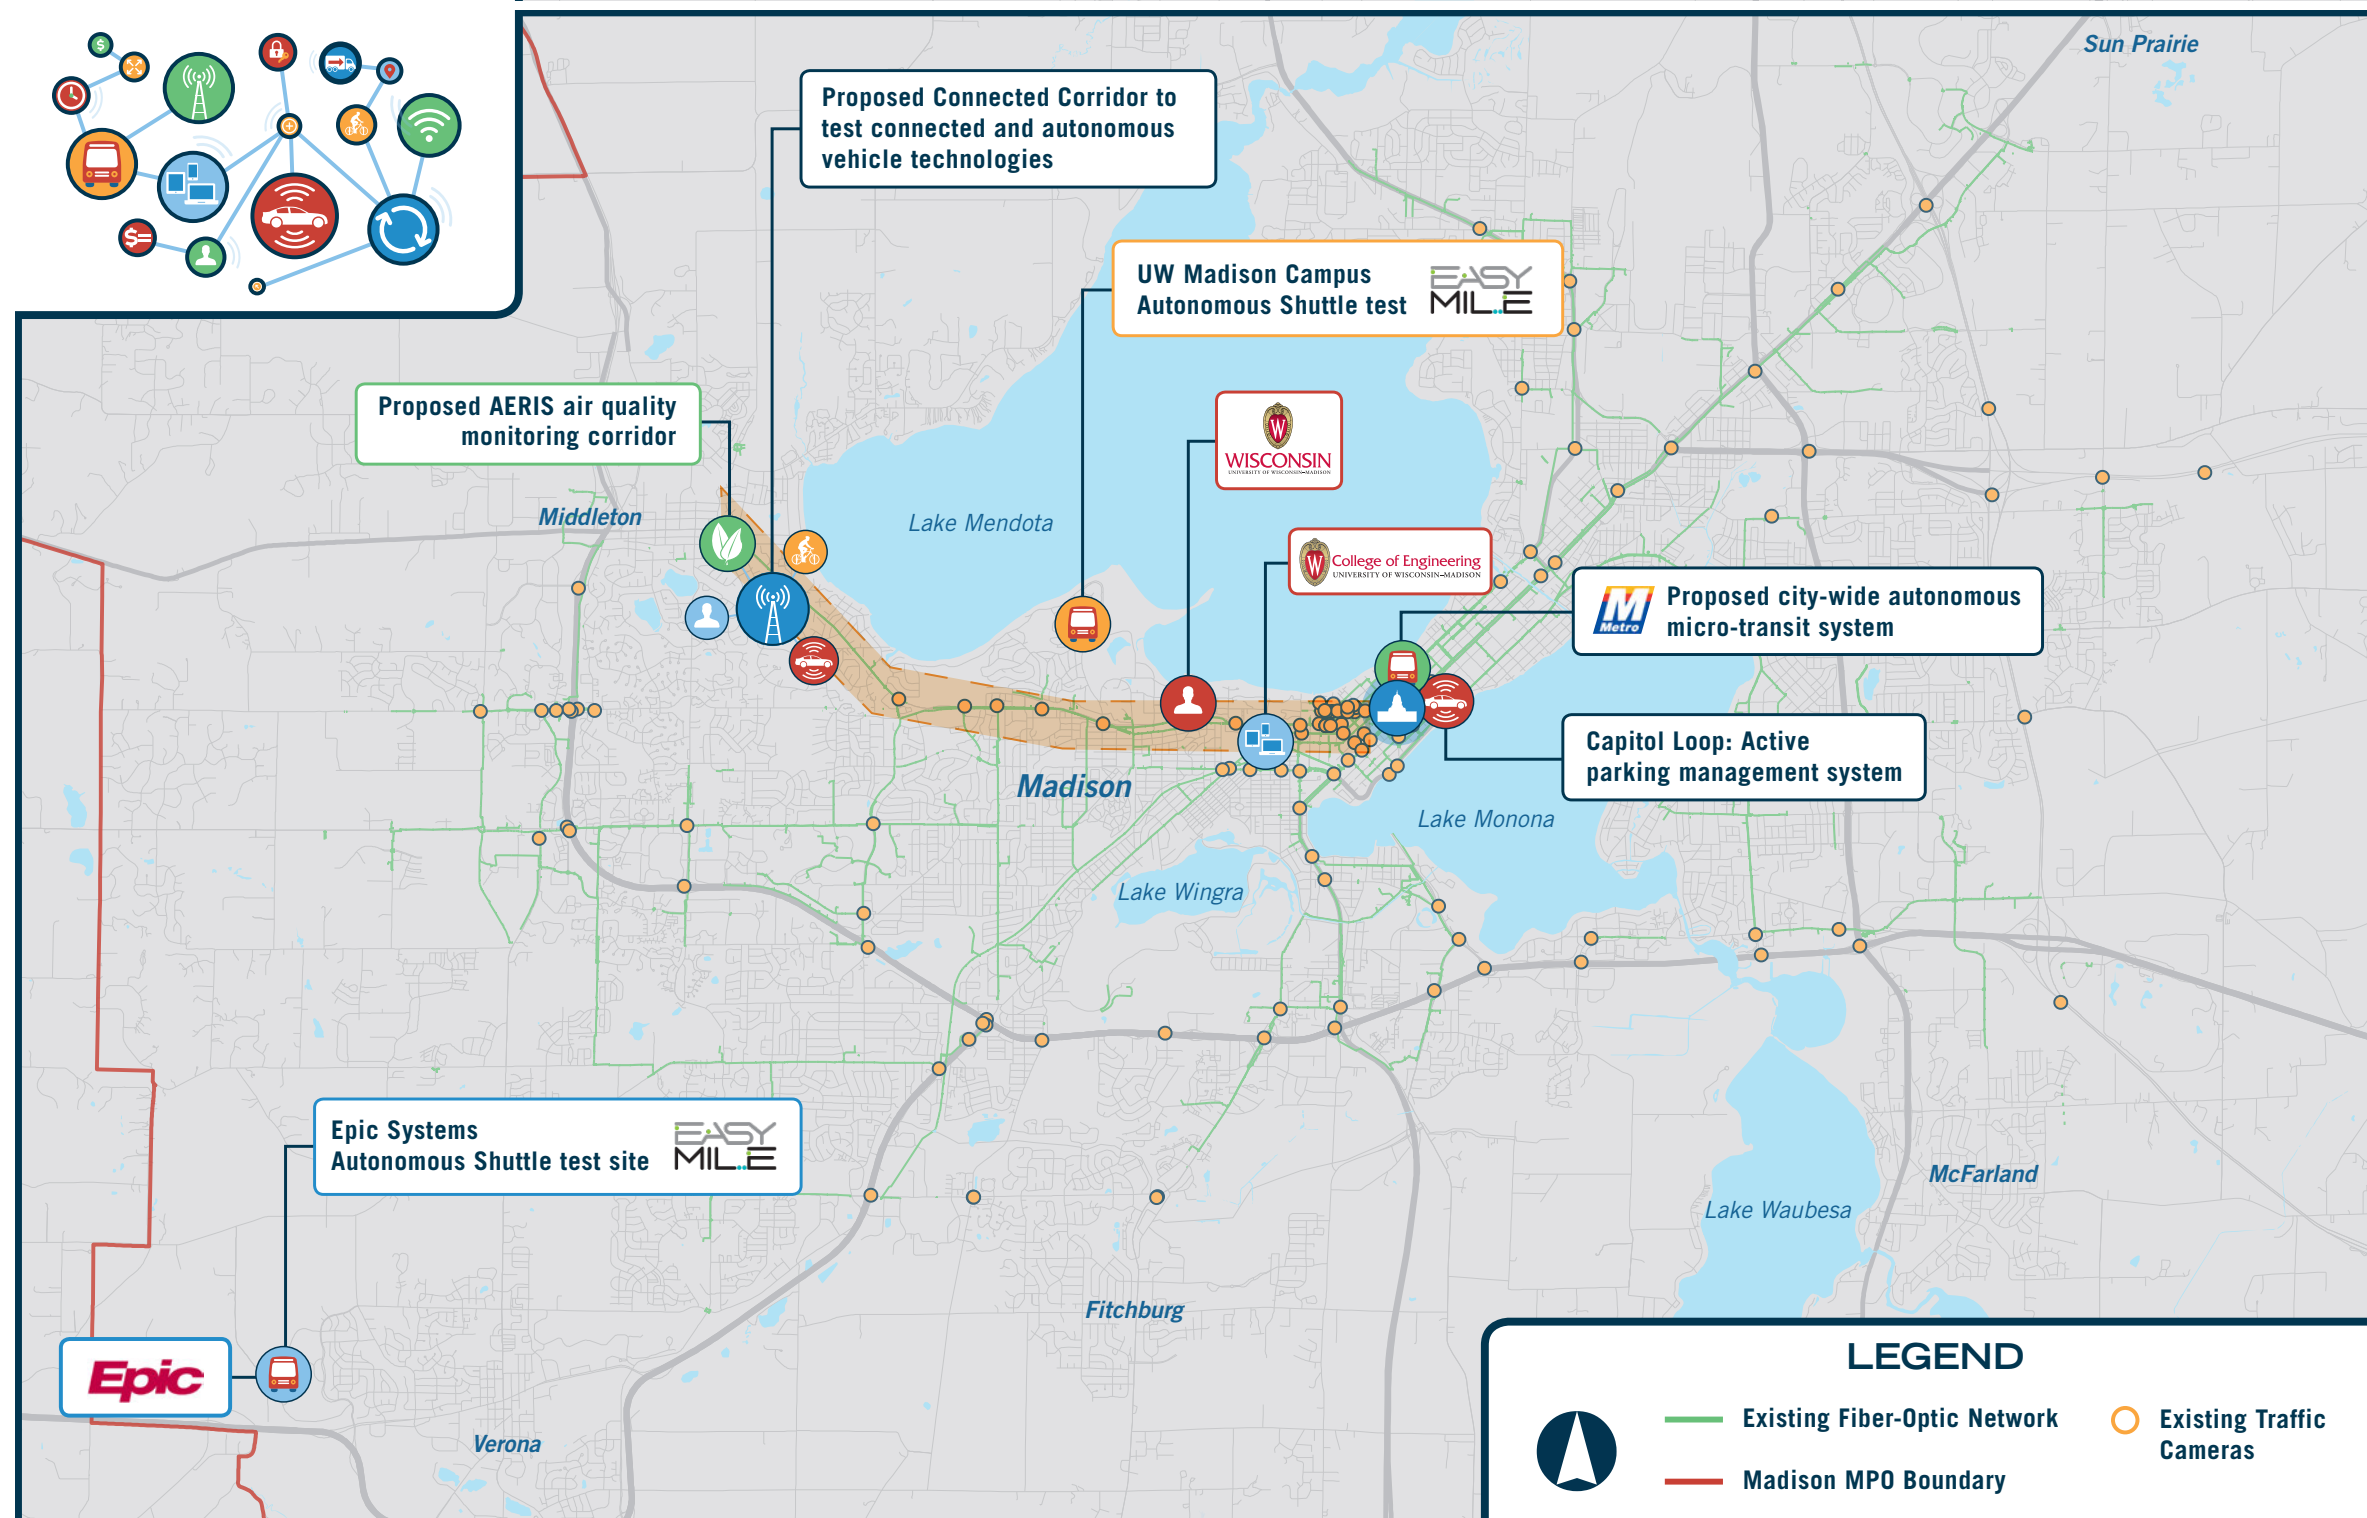 Sun Prairie
Proposed Connected Corridor to
test connected and autonomous
vehicle technologies
UW Madison Campus
Autonomous Shuttle test
EASY
MILE
Proposed AERIS air quality
monitoring corridor
W
WISCONSIN
UNIVERSITY OF WISCONSIN–MADISON
Middleton
Lake Mendota
W
College of Engineering
UNIVERSITY OF WISCONSIN–MADISON
M
Metro
Proposed city-wide autonomous
micro-transit system
Capitol Loop: Active
parking management system
Madison
Lake Monona
Lake Wingra
Epic Systems
Autonomous Shuttle test site
EASY
MILE
McFarland
Lake Waubesa
Fitchburg
Epic
Verona
LEGEND
Existing Fiber-Optic Network
Madison MPO Boundary
Existing Traffic
Cameras